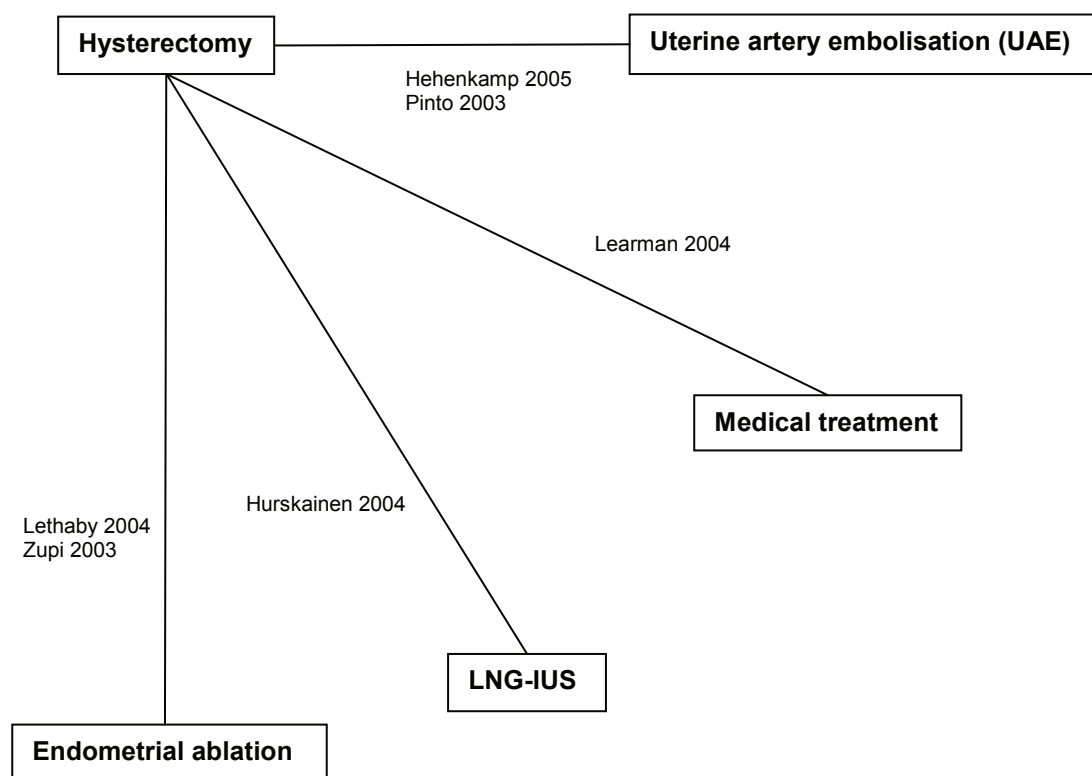 Hysterectomy
Uterine artery embolisation (UAE)
Hehenkamp 2005
Pinto 2003
Learman 2004
Medical treatment
Hurskainen 2004
Lethaby 2004
Zupi 2003
LNG-IUS
Endometrial ablation